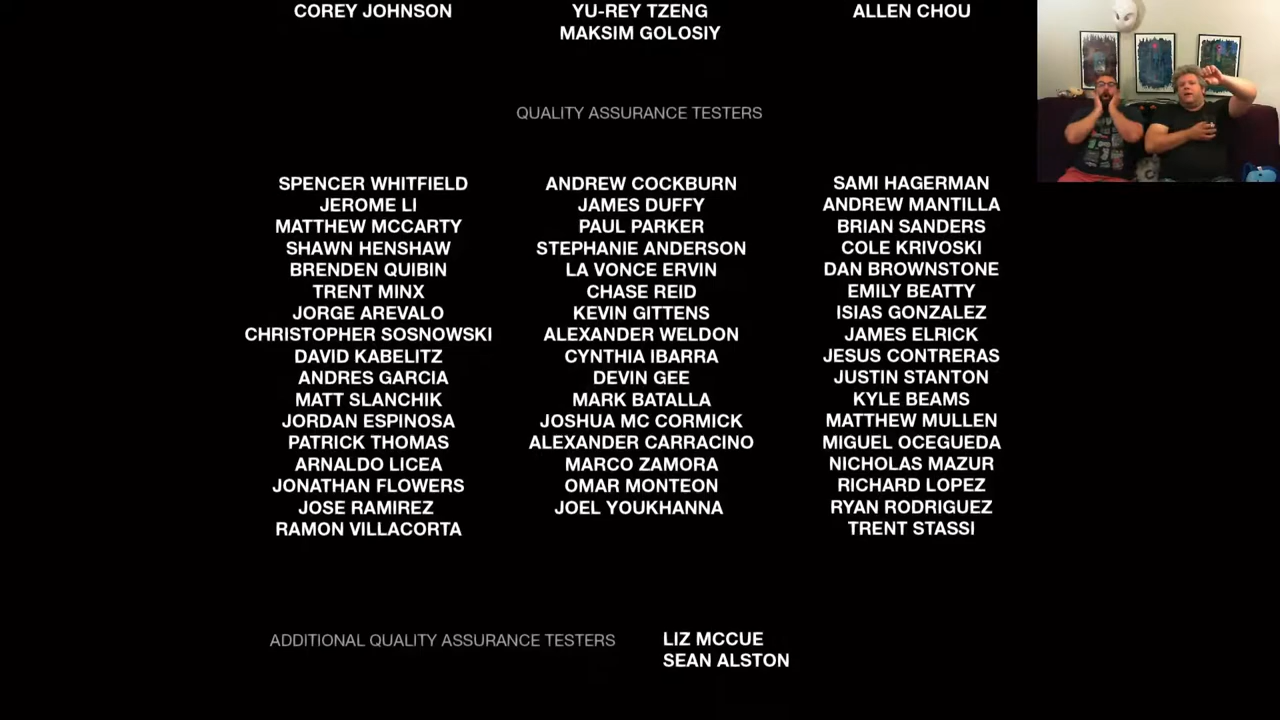 COREY JOHNSON YU-REY TZENG ALLEN CHOU
MAKSIM GOLOSIY
QUALITY ASSURANCE TESTERS
SPENCER WHITFIELD ANDREW COCKBURN SAMI HAGERMAN
JEROME LI JAMES DUFFY ANDREW MANTILLA
MATTHEW MCCARTY PAUL PARKER BRIAN SANDERS
SHAWN HENSHAW STEPHANIE ANDERSON COLE KRIVOSKI
BRENDEN QUIBIN LA VONCE ERVIN DAN BROWNSTONE
TRENT MINX CHASE REID EMILY BEATTY
JORGE AREVALO KEVIN GITTENS ISIAS GONZALEZ
CHRISTOPHER SOSNOWSKI ALEXANDER WELDON JAMES ELRICK
DAVID KABELITZ CYNTHIA IBARRA JESUS CONTRERAS
ANDRES GARCIA DEVIN GEE JUSTIN STANTON
MATT SLANCHIK MARK BATALLA KYLE BEAMS
JORDAN ESPINOSA JOSHUA MC CORMICK MATTHEW MULLEN
PATRICK THOMAS ALEXANDER CARRACINO MIGUEL OCEGUEDA
ARNALDO LICEA MARCO ZAMORA NICHOLAS MAZUR
JONATHAN FLOWERS OMAR MONTEON RICHARD LOPEZ
JOSE RAMIREZ JOEL YOUKHANNA RYAN RODRIGUEZ
RAMON VILLACORTA TRENT STASSI
ADDITIONAL QUALITY ASSURANCE TESTERS LIZ MCCUE
SEAN ALSTON